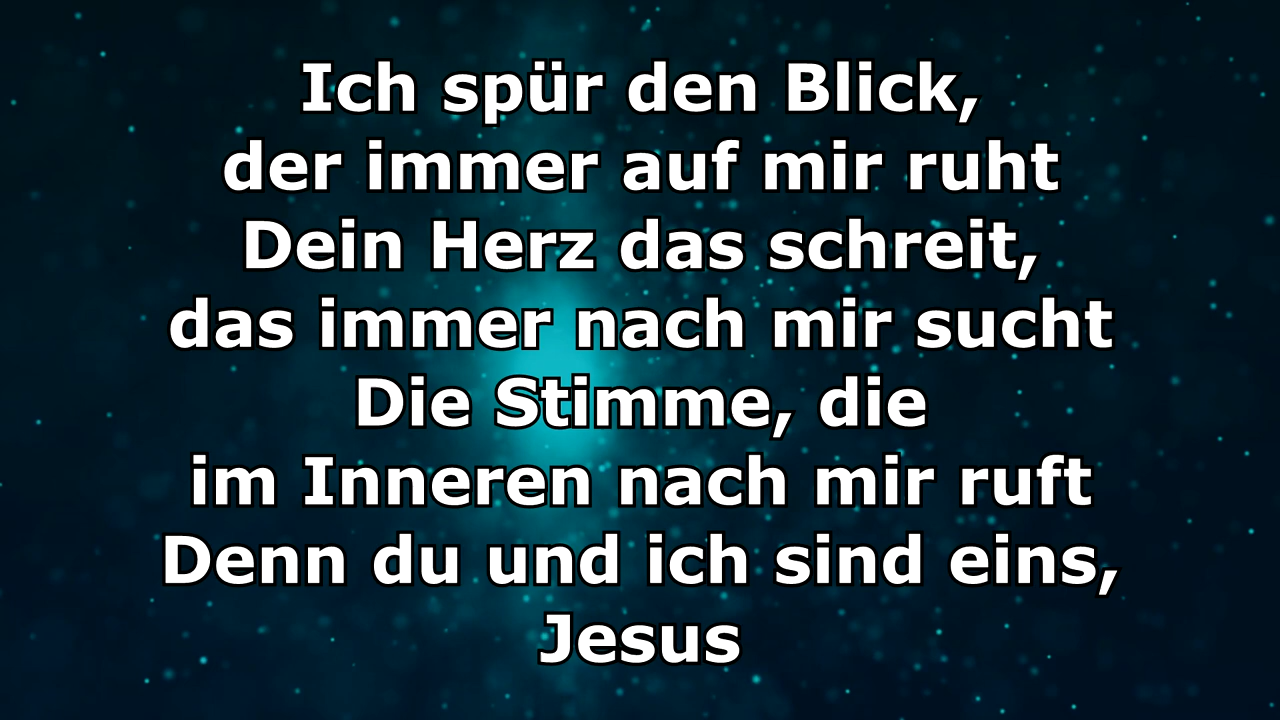 Ich spür den Blick,
der immer auf mir ruht
Dein Herz das schreit,
das immer nach mir sucht
Die Stimme, die
im Inneren nach mir ruft
Denn du und ich sind eins,
Jesus